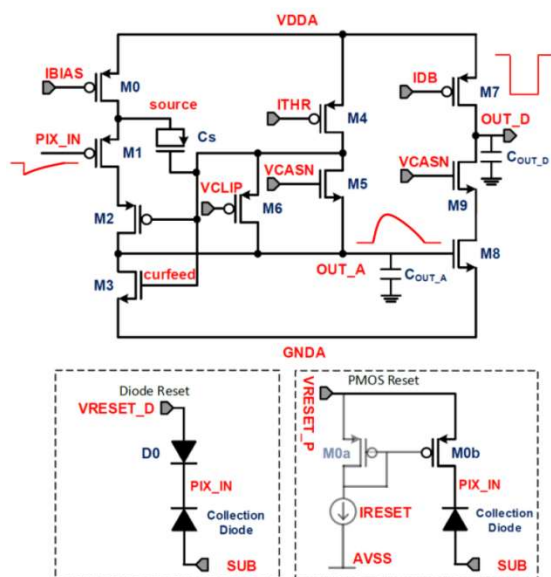 VDDA
IBIAS
M0
source
ITHR
M4
IDB
M7
OUT_D
PIX_IN
M1
Cs
VCASN
M5
VCASN
COUT_D
M9
VCLIP
M6
M2
M3
curfeed
OUT_A
COUT_A
M8
GNDA
Diode Reset
VRESET_D
D0
PIX_IN
Collection
Diode
SUB
PMOS Reset
VRESET_P
M0a
M0b
PIX_IN
IRESET
Collection
Diode
AVSS
SUB